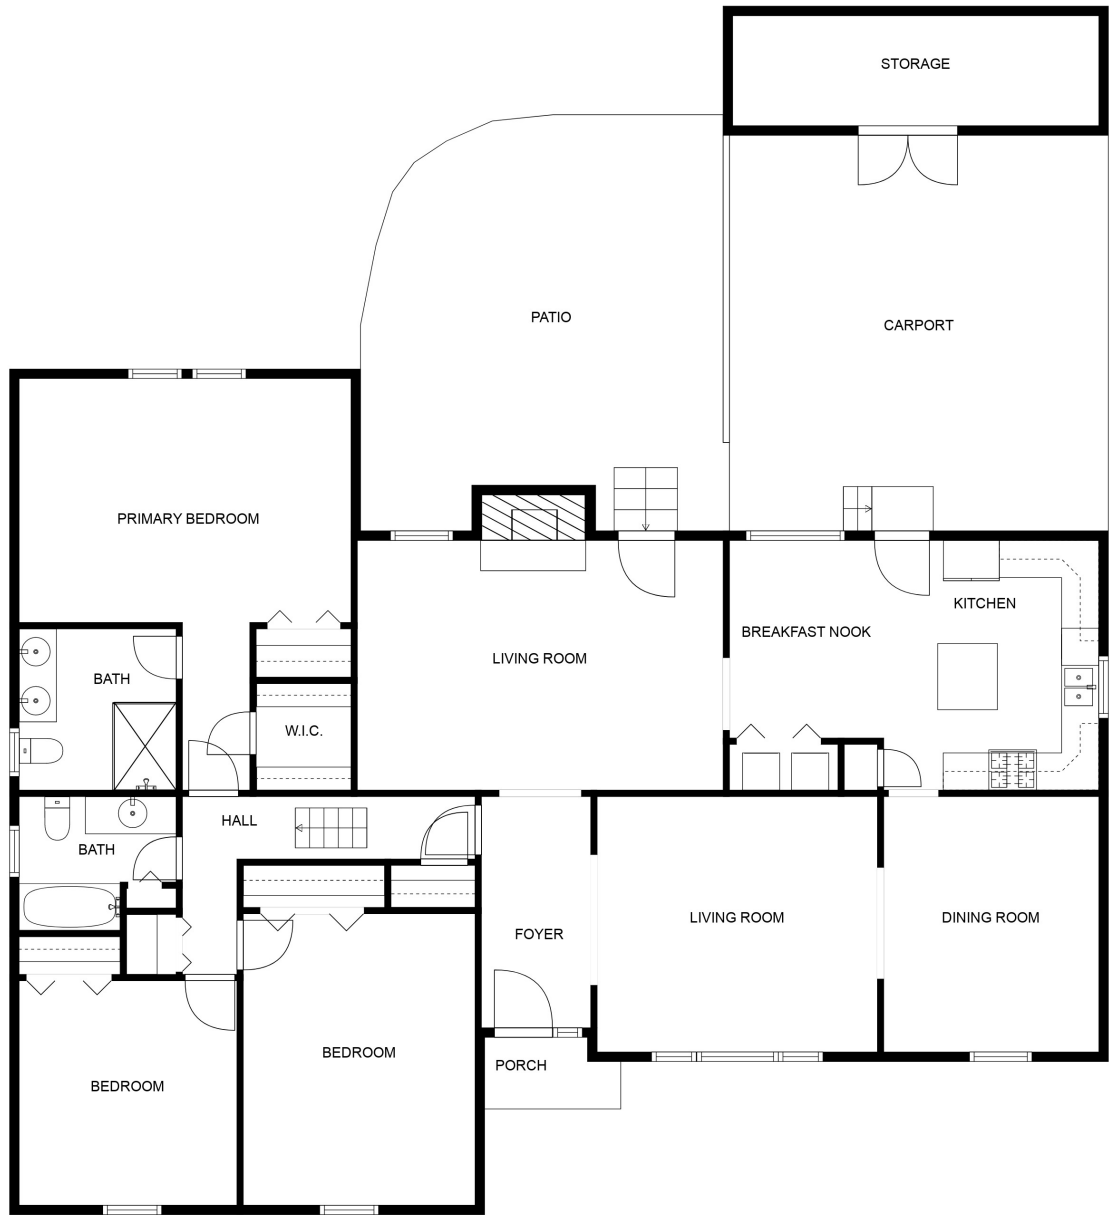 STORAGE
PATIO
CARPORT
PRIMARY BEDROOM
KITCHEN
BREAKFAST NOOK
LIVING ROOM
BATH
W.I.C.
HALL
BATH
LIVING ROOM
DINING ROOM
FOYER
BEDROOM
PORCH
BEDROOM